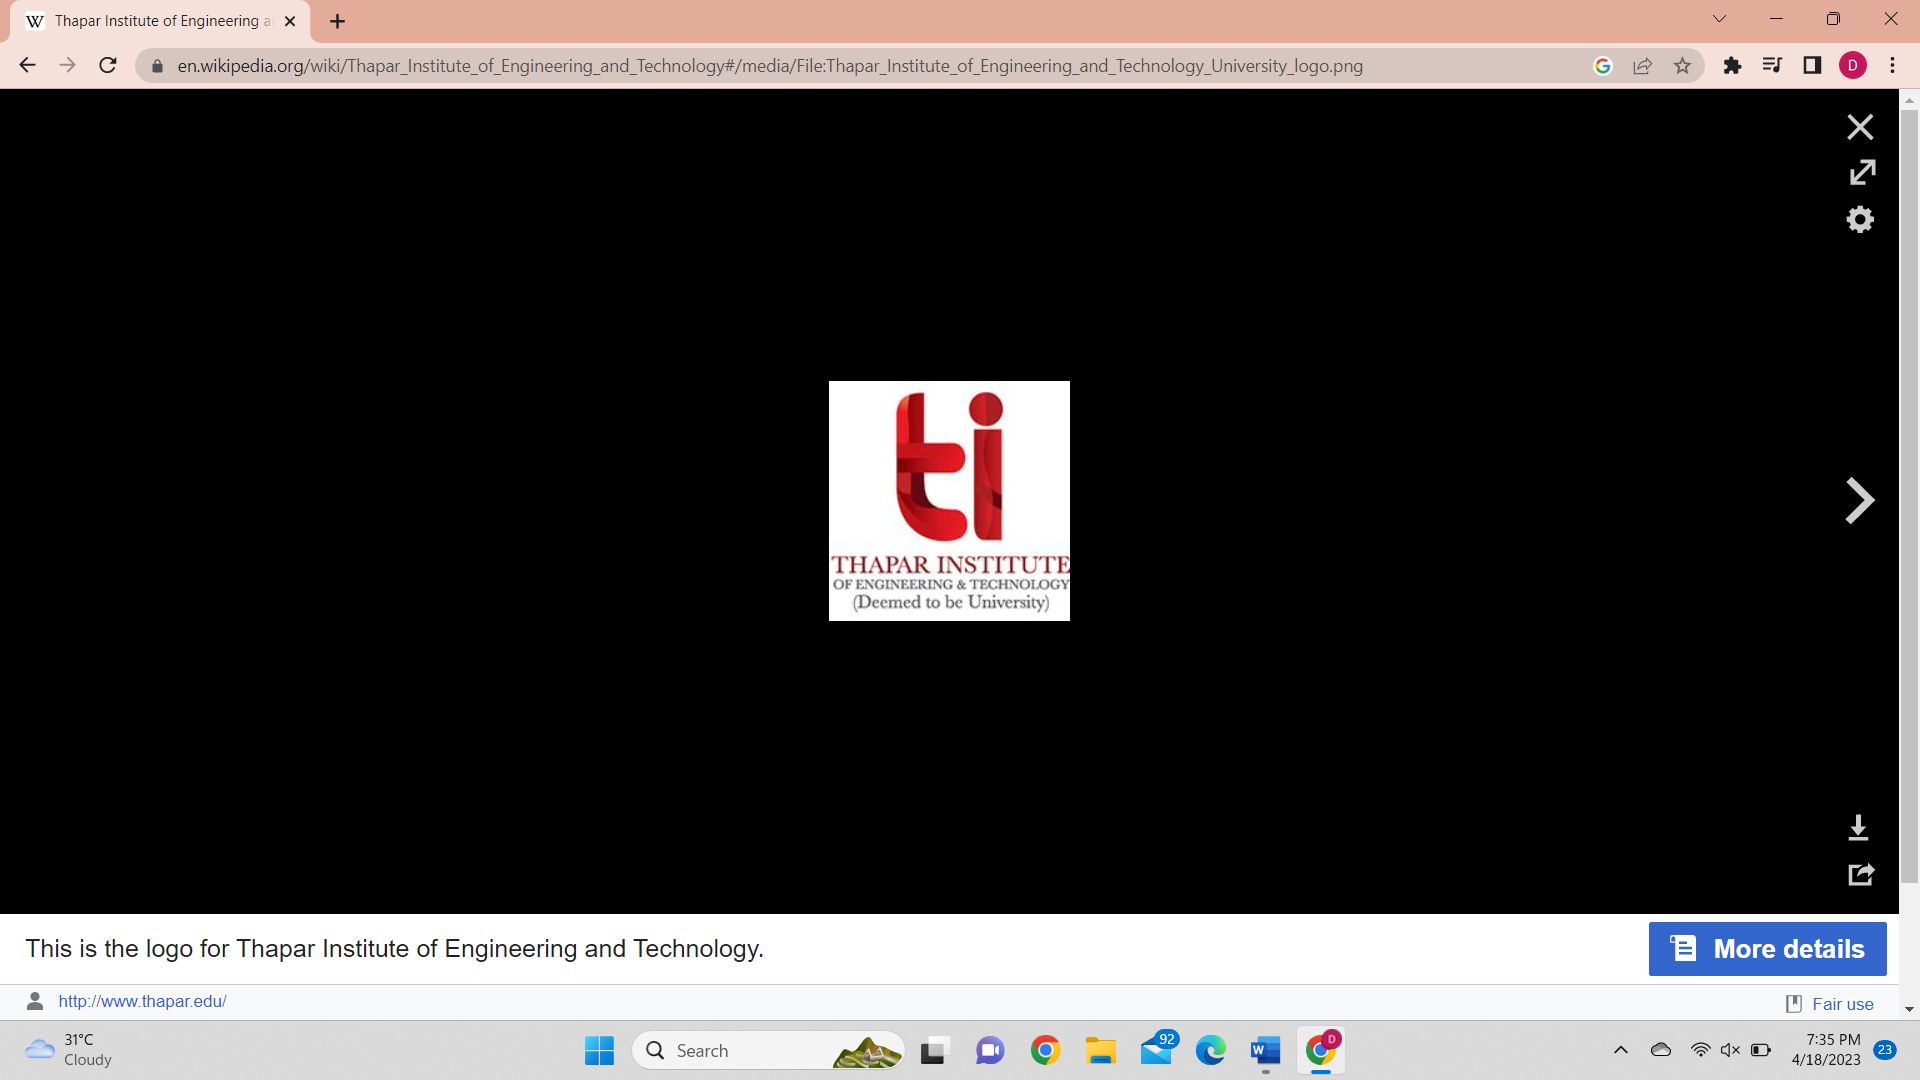 Thapar Institute of Engineering a
en.wikipedia.org/wiki/Thapar_Institute_of_Engineering_and_Technology#/media/File:Thapar_Institute_of_Engineering_and_Technology_University_logo.png
D
ti
THAPAR INSTITUTE
OF ENGINEERING & TECHNOLOGY
(Deemed to be University)
This is the logo for Thapar Institute of Engineering and Technology.
More details
http://www.thapar.edu/
Fair use
31°C
Cloudy
Search
92
W
D
7:35 PM
4/18/2023
23